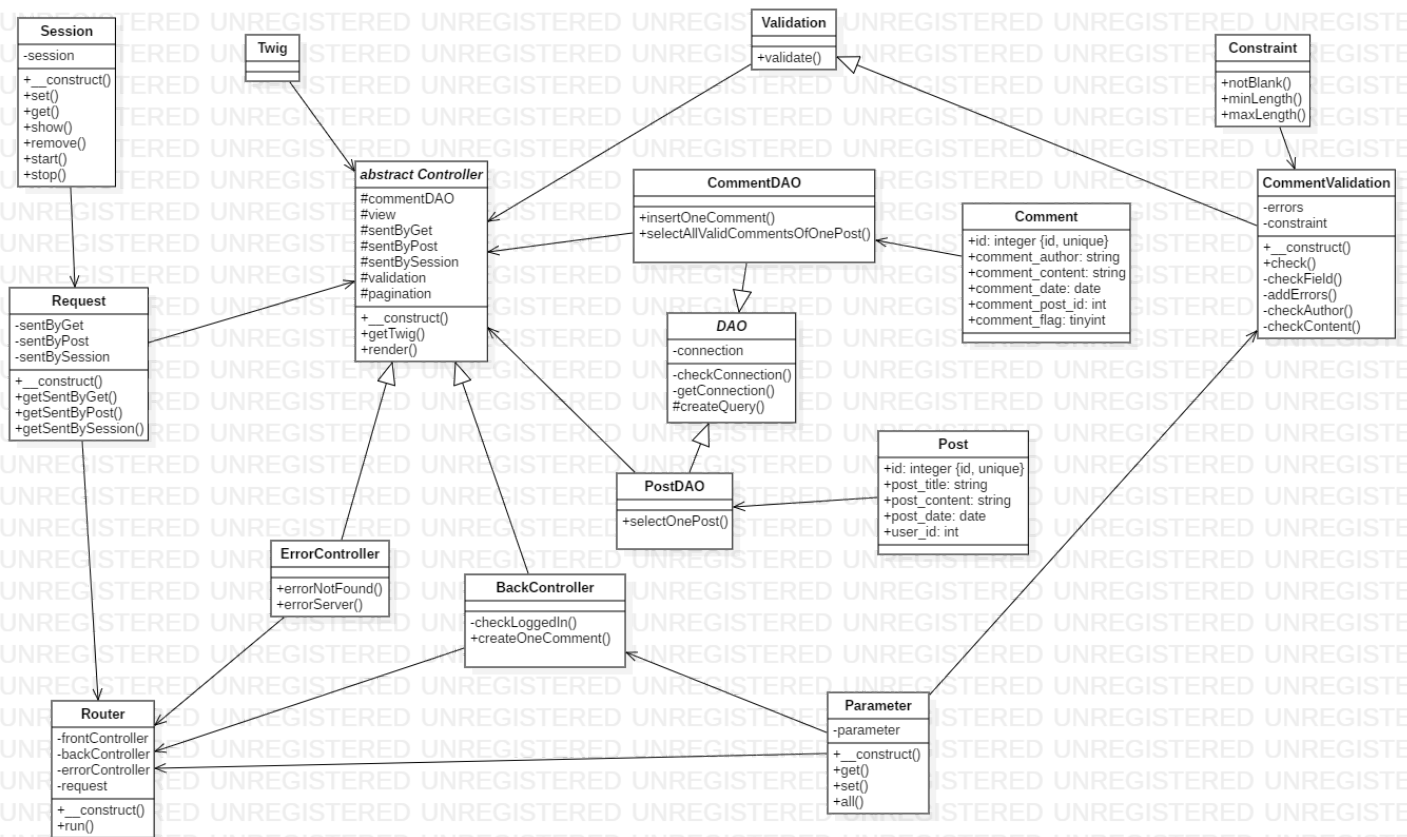 Session
-session
+__construct()
+set()
+get()
+show()
+remove()
+start()
+stop()
Twig
Validation
+validate()
Constraint
+notBlank()
+minLength()
+maxLength()
abstract Controller
#commentDAO
#view
#sentByGet
#sentByPost
#sentBySession
#validation
#pagination
+__construct()
+getTwig()
+render()
CommentDAO
+insertOneComment()
+selectAllValidCommentsOfOnePost()
Comment
+id: integer {id, unique}
+comment_author: string
+comment_content: string
+comment_date: date
+comment_post_id: int
+comment_flag: tinyint
CommentValidation
-errors
-constraint
+__construct()
+check()
-checkField()
-addErrors()
-checkAuthor()
-checkContent()
Request
-sentByGet
-sentByPost
-sentBySession
+__construct()
+getSentByGet()
+getSentByPost()
+getSentBySession()
DAO
-connection
-checkConnection()
-getConnection()
#createQuery()
PostDAO
+selectOnePost()
Post
+id: integer {id, unique}
+post_title: string
+post_content: string
+post_date: date
+user_id: int
ErrorController
+errorNotFound()
+errorServer()
BackController
-checkLoggedIn()
+createOneComment()
Router
-frontController
-backController
-errorController
-request
+__construct()
+run()
Parameter
-parameter
+__construct()
+get()
+set()
+all()
UNREGISTERED